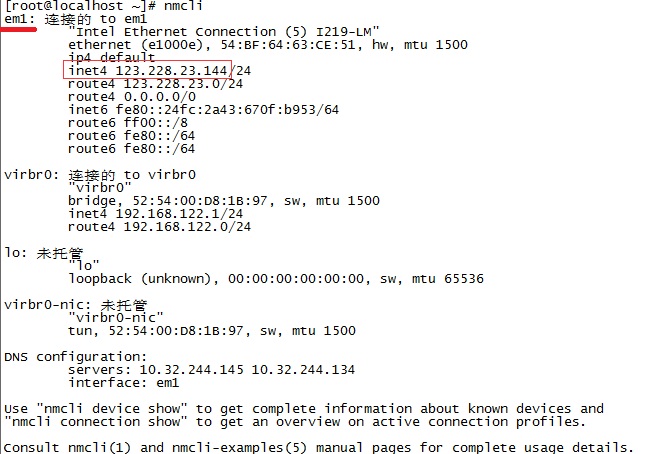 [root@localhost ~]# nmcli
em1: 连接的 to em1
"Intel Ethernet Connection (5) I219-LM"
ethernet (e1000e), 54:BF:64:63:CE:51, hw, mtu 1500
ip4 default
inet4 123.228.23.144/24
route4 123.228.23.0/24
route4 0.0.0.0/0
inet6 fe80::24fc:2a43:670f:b953/64
route6 ff00::/8
route6 fe80::/64
route6 fe80::/64
virbr0: 连接的 to virbr0
"virbr0"
bridge, 52:54:00:D8:1B:97, sw, mtu 1500
inet4 192.168.122.1/24
route4 192.168.122.0/24
lo: 未托管
"lo"
loopback (unknown), 00:00:00:00:00:00, sw, mtu 65536
virbr0-nic: 未托管
"virbr0-nic"
tun, 52:54:00:D8:1B:97, sw, mtu 1500
DNS configuration:
servers: 10.32.244.145 10.32.244.134
interface: em1
Use "nmcli device show" to get complete information about known devices and
"nmcli connection show" to get an overview on active connection profiles.
Consult nmcli(1) and nmcli-examples(5) manual pages for complete usage details.